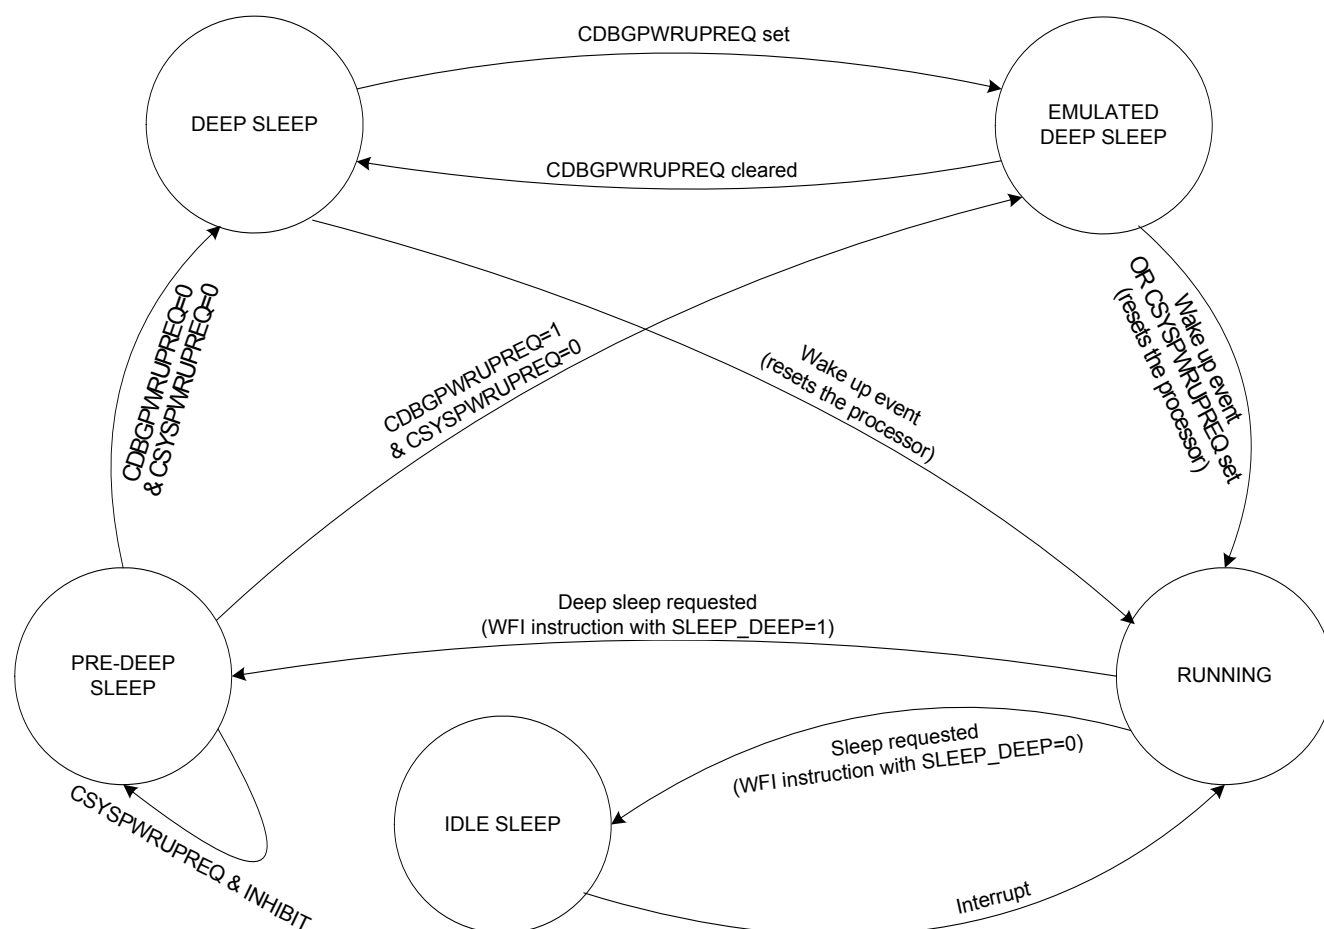 CDBGPWRUPREQ set
DEEP SLEEP
EMULATED
DEEP SLEEP
CDBGPWRUPREQ cleared
CDBGPWRUPREQ=0
& CSYSPWRUPREQ=0
CDBGPWRUPREQ=1
& CSYSPWRUPREQ=0
Wake up event
(resets the processor)
Wake up event
OR CSYSPWRUPREQ set
(resets the processor)
Deep sleep requested
(WFI instruction with SLEEP_DEEP=1)
PRE-DEEP
SLEEP
RUNNING
Sleep requested
(WFI instruction with SLEEP_DEEP=0)
IDLE SLEEP
CSYSPWRUPREQ & INHIBIT
Interrupt